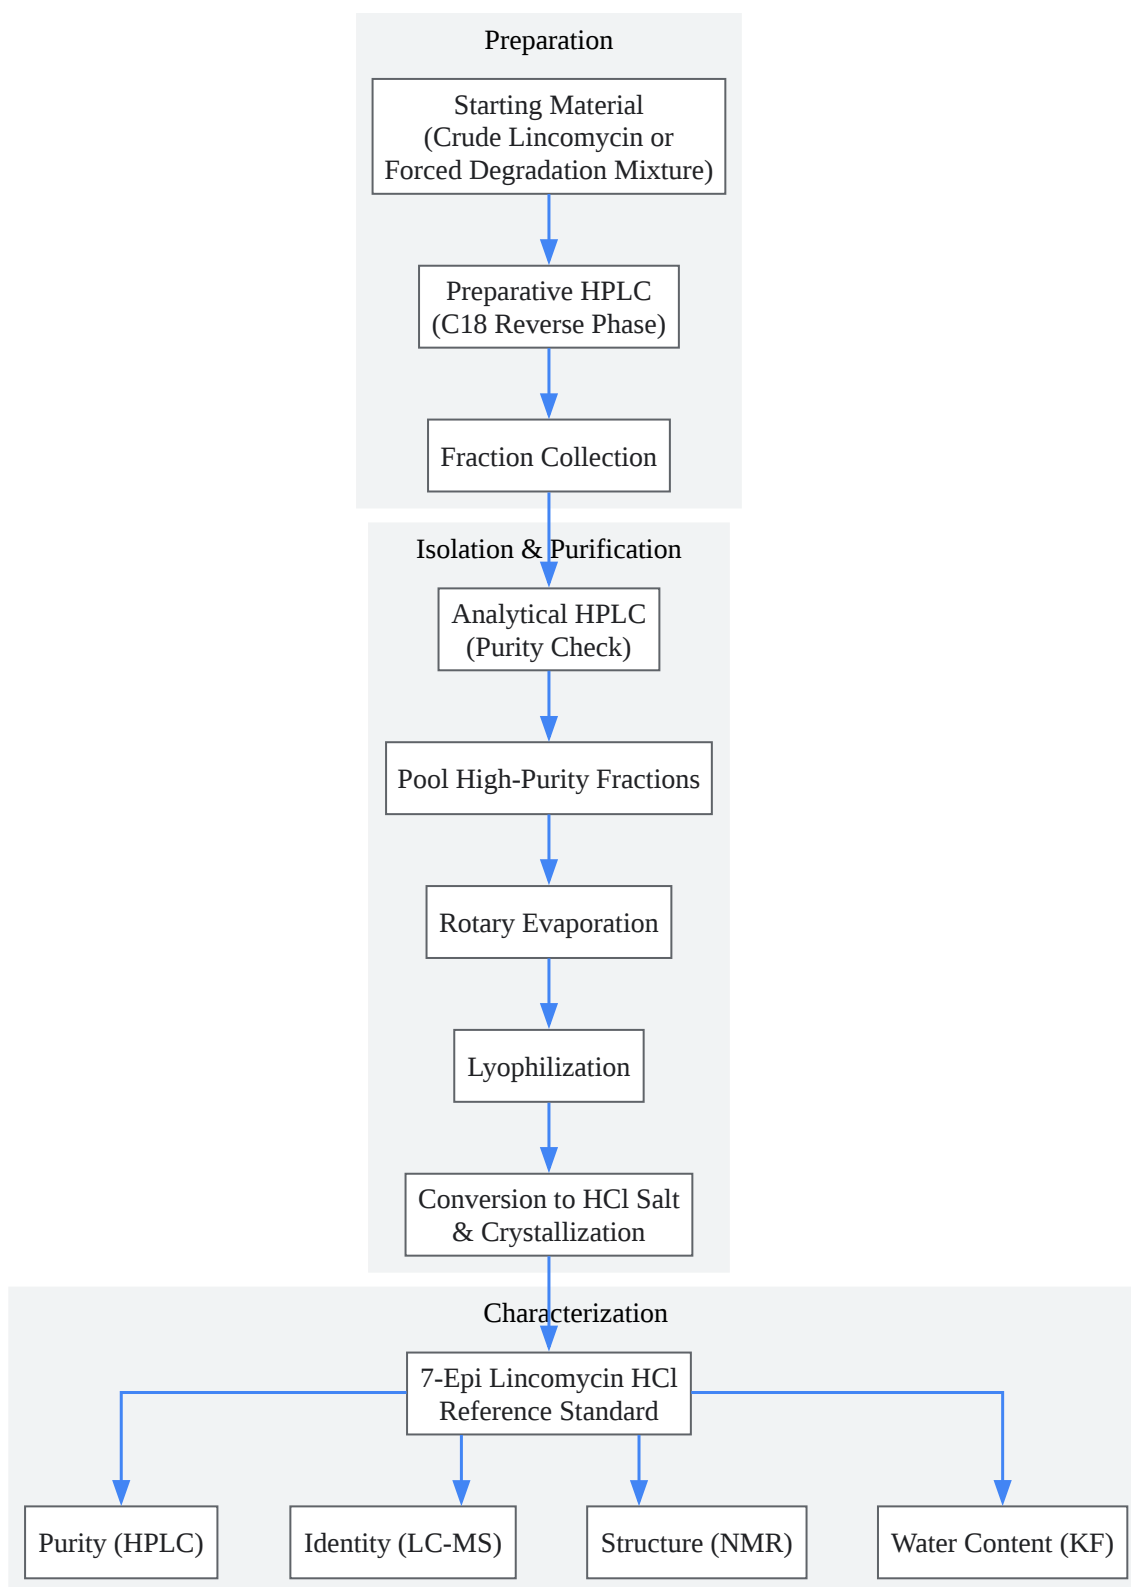 Preparation
Starting Material
(Crude Lincomycin or
Forced Degradation Mixture)
Preparative HPLC
(C18 Reverse Phase)
Fraction Collection
Isolation & Purification
Analytical HPLC
(Purity Check)
Pool High-Purity Fractions
Rotary Evaporation
Lyophilization
Conversion to HCl Salt
& Crystallization
Characterization
7-Epi Lincomycin HCl
Reference Standard
Purity (HPLC)
Identity (LC-MS)
Structure (NMR)
Water Content (KF)